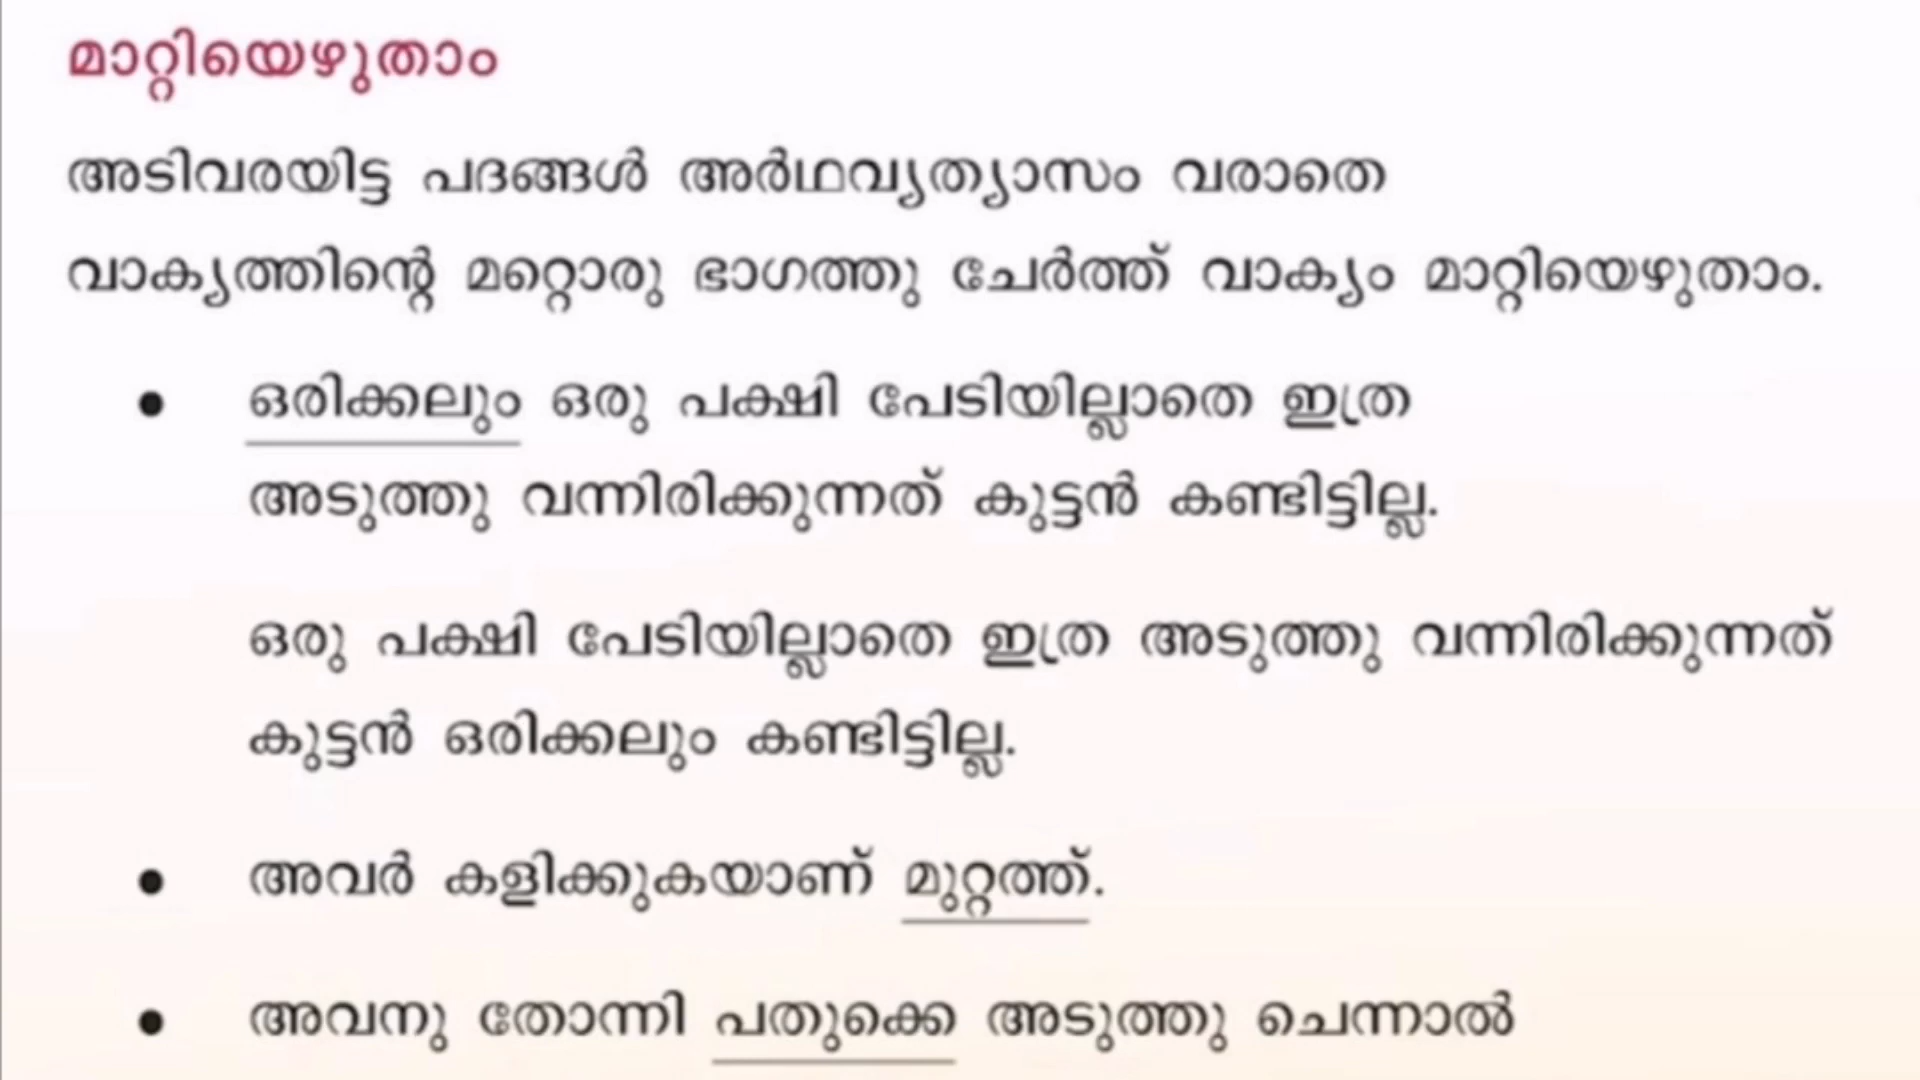 മാറ്റിയെഴുതാം
അടിവരയിട്ട പദങ്ങൾ അർഥവ്യത്യാസം വരാതെ
വാക്യത്തിന്റെ മറ്റൊരു ഭാഗത്തു ചേർത്ത് വാക്യം മാറ്റിയെഴുതാം.
• ഒരിക്കലും ഒരു പക്ഷി പേടിയില്ലാതെ ഇത്ര
അടുത്തു വന്നിരിക്കുന്നത് കുട്ടൻ കണ്ടിട്ടില്ല.
ഒരു പക്ഷി പേടിയില്ലാതെ ഇത്ര അടുത്തു വന്നിരിക്കുന്നത്
കുട്ടൻ ഒരിക്കലും കണ്ടിട്ടില്ല.
• അവർ കളിക്കുകയാണ് മുറ്റത്ത്.
• അവനു തോന്നി പതുക്കെ അടുത്തു ചെന്നാൽ